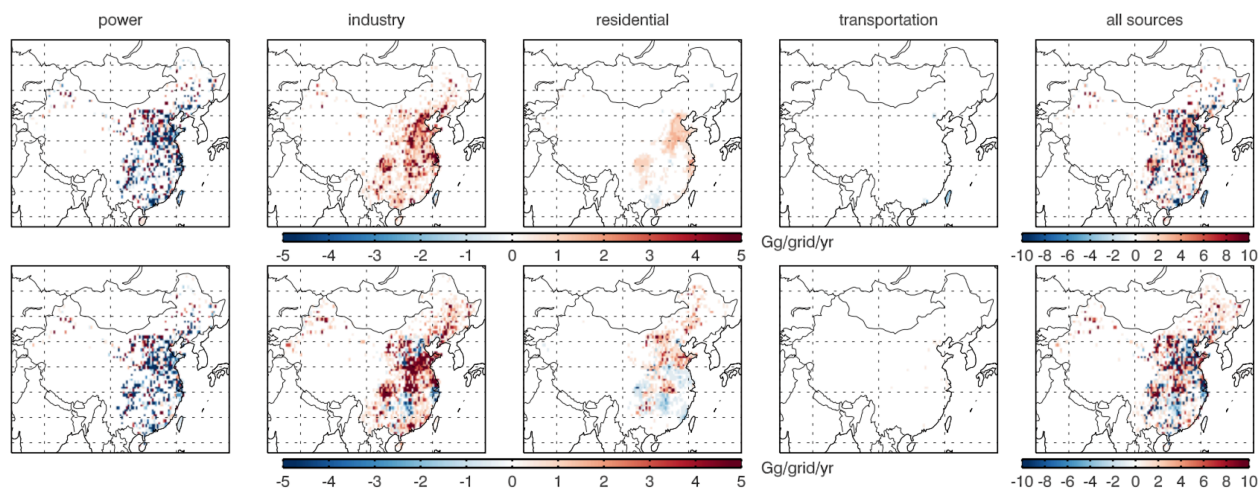 power industry residential transportation all sources
-5 -4 -3 -2 -1 0 1 2 3 4 5 Gg/grid/yr -10 -8 -6 -4 -2 0 2 4 6 8 10
-5 -4 -3 -2 -1 0 1 2 3 4 5 Gg/grid/yr -10 -8 -6 -4 -2 0 2 4 6 8 10